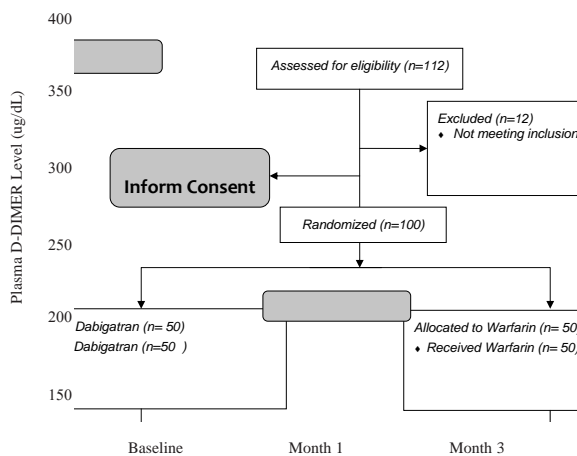 400
350
300
250
200
150
Plasma D-DIMER Level (ug/dL)
Assessed for eligibility (n=112)
Excluded (n=12)
♦ Not meeting inclusion
Inform Consent
Randomized (n=100)
Dabigatran (n= 50)
Dabigatran (n=50 )
Allocated to Warfarin (n= 50)
♦ Received Warfarin (n= 50)
Baseline
Month 1
Month 3